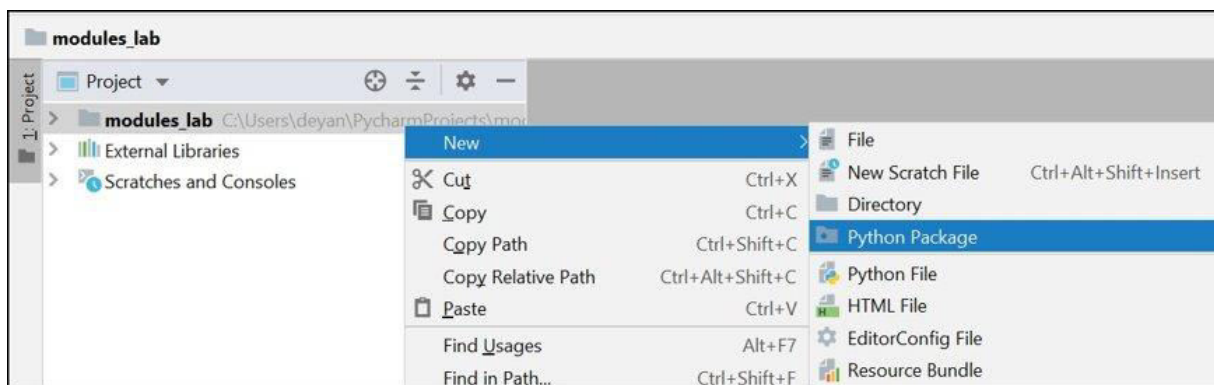 modules_lab
1: Project
Project
modules_lab C:\Users\deyan\PycharmProjects\mod
External Libraries
Scratches and Consoles
New
Cut Ctrl+X
Copy Ctrl+C
Copy Path Ctrl+Shift+C
Copy Relative Path Ctrl+Alt+Shift+C
Paste Ctrl+V
Find Usages Alt+F7
Find in Path... Ctrl+Shift+F
File
New Scratch File Ctrl+Alt+Shift+Insert
Directory
Python Package
Python File
HTML File
EditorConfig File
Resource Bundle